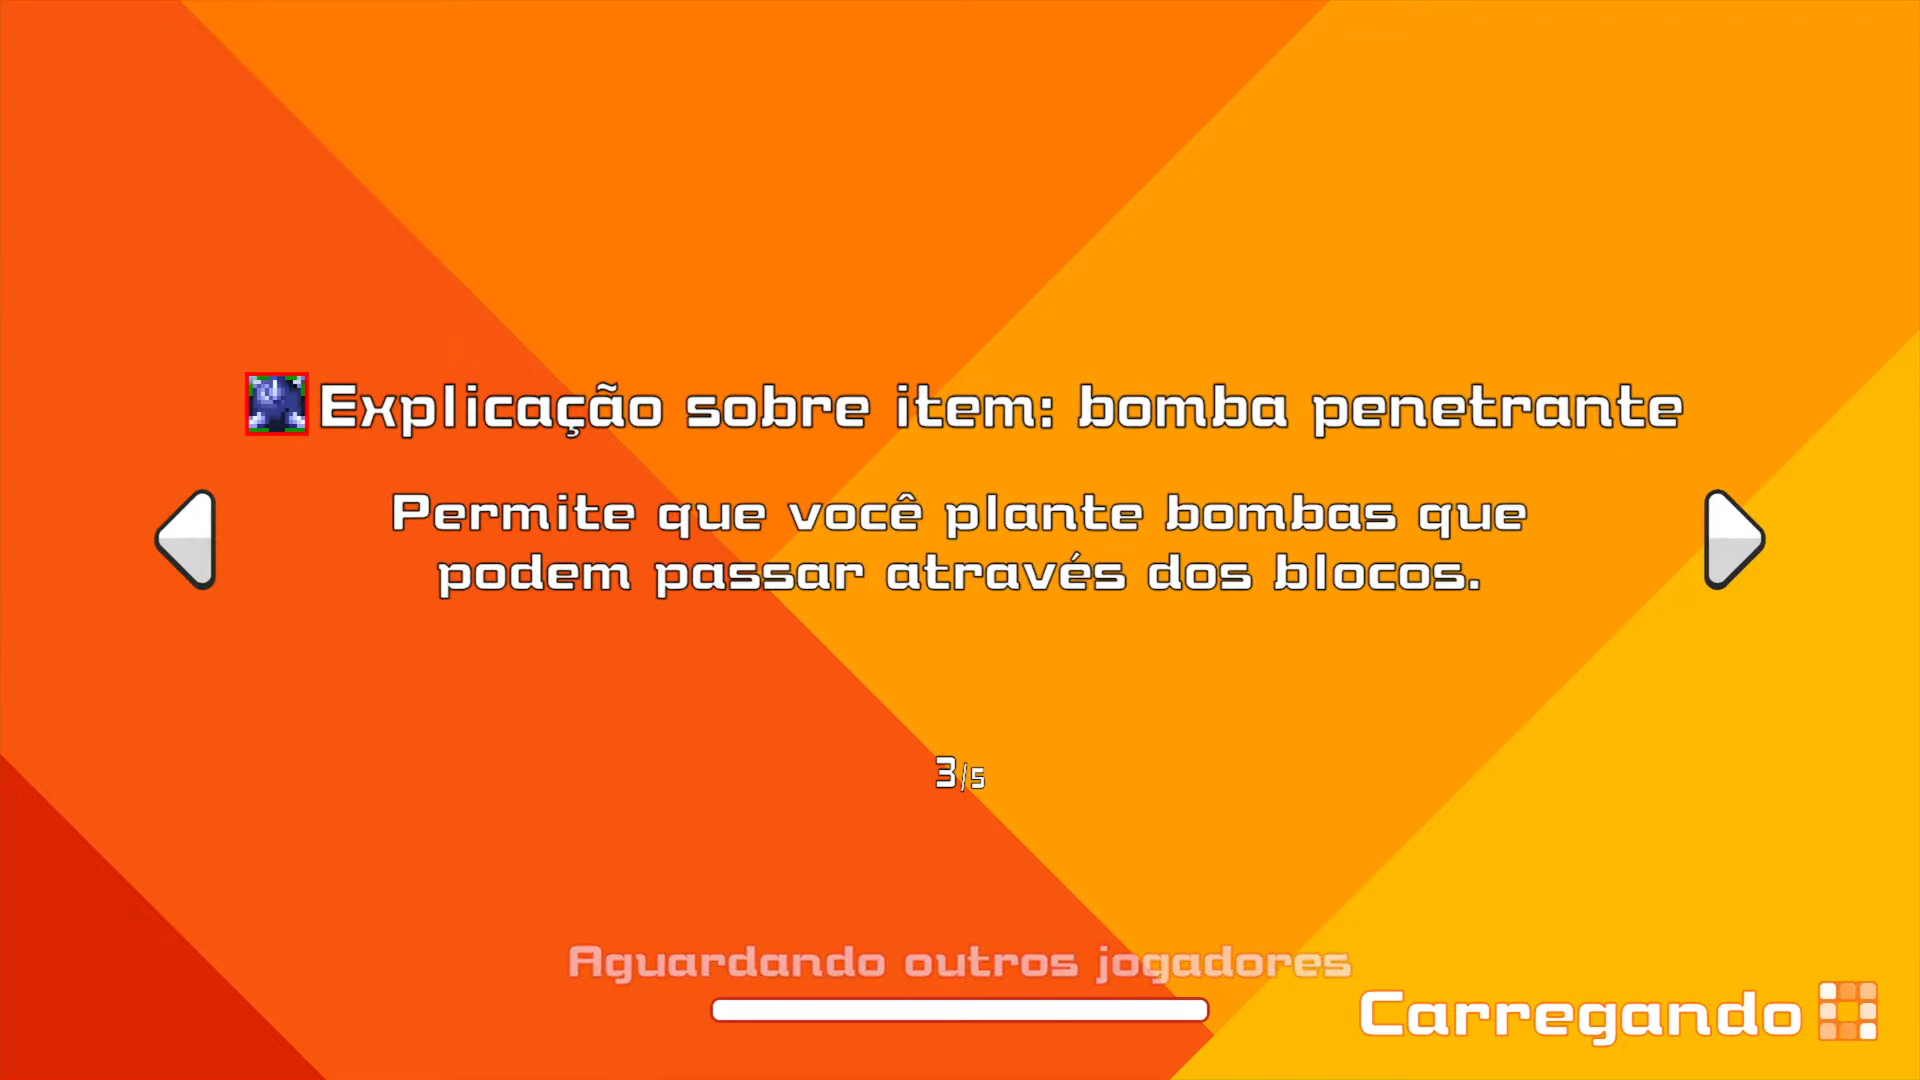 Explicação sobre item: bomba penetrante
Permite que você plante bombas que
podem passar através dos blocos.
3/5
Aguardando outros jogadores
Carregando